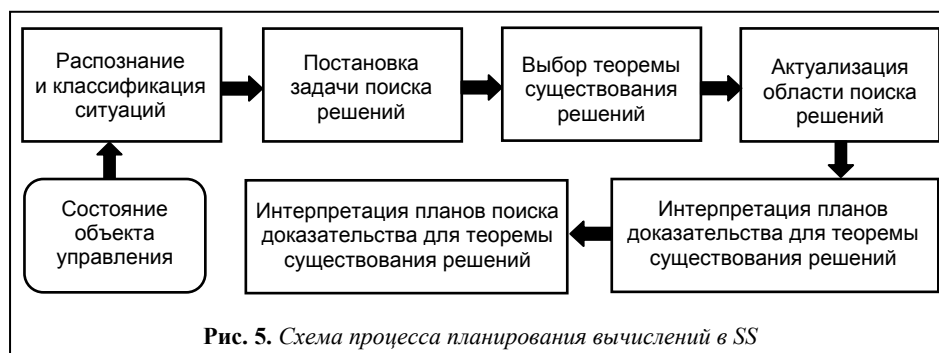 Распознание
и классификация
ситуаций
Постановка
задачи поиска
решений
Выбор теоремы
существования
решений
Актуализация
области поиска
решений
Состояние
объекта
управления
Интерпретация планов поиска
доказательства для теоремы
существования решений
Интерпретация планов
доказательства для теоремы
существования решений
Рис. 5. Схема процесса планирования вычислений в SS